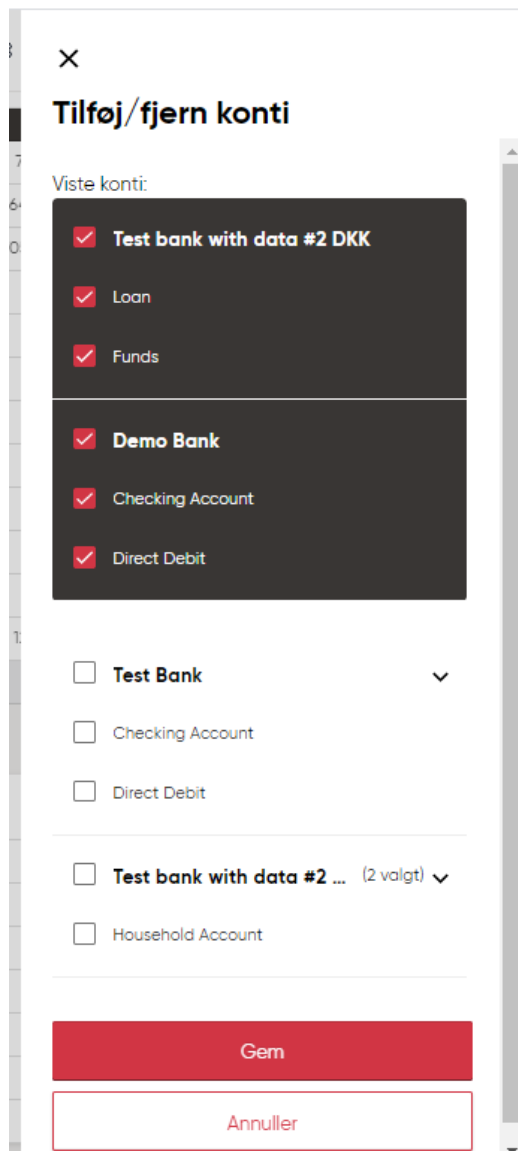 Tilføj/fjern konti
Viste konti:
Test bank with data #2 DKK
Loan
Funds
Demo Bank
Checking Account
Direct Debit
Test Bank
Checking Account
Direct Debit
Test bank with data #2 ... (2 valgt)
Household Account
Gem
Annuller